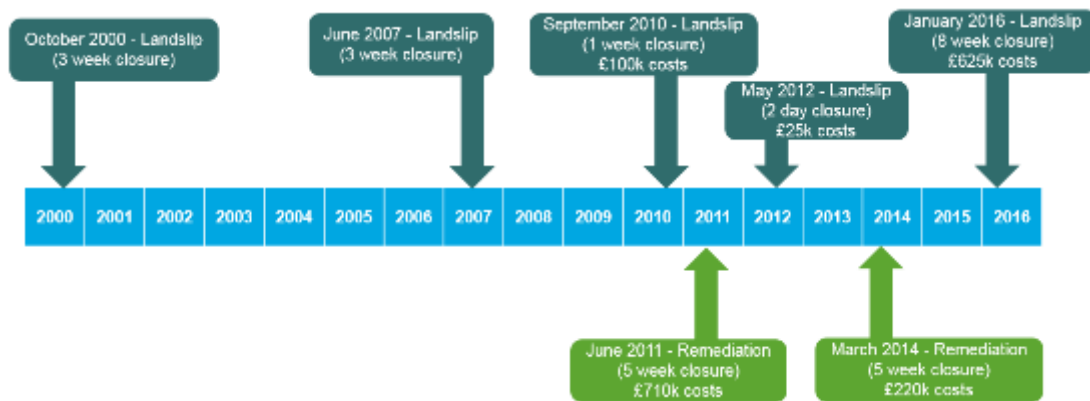 October 2000 - Landslip
(3 week closure)
June 2007 - Landslip
(3 week closure)
September 2010 - Landslip
(1 week closure)
£100k costs
May 2012 - Landslip
(2 day closure)
£25k costs
January 2016 - Landslip
(8 week closure)
£625k costs
2000 2001 2002 2003 2004 2005 2006 2007 2008 2009 2010 2011 2012 2013 2014 2015 2016
June 2011 - Remediation
(5 week closure)
£710k costs
March 2014 - Remediation
(5 week closure)
£220k costs